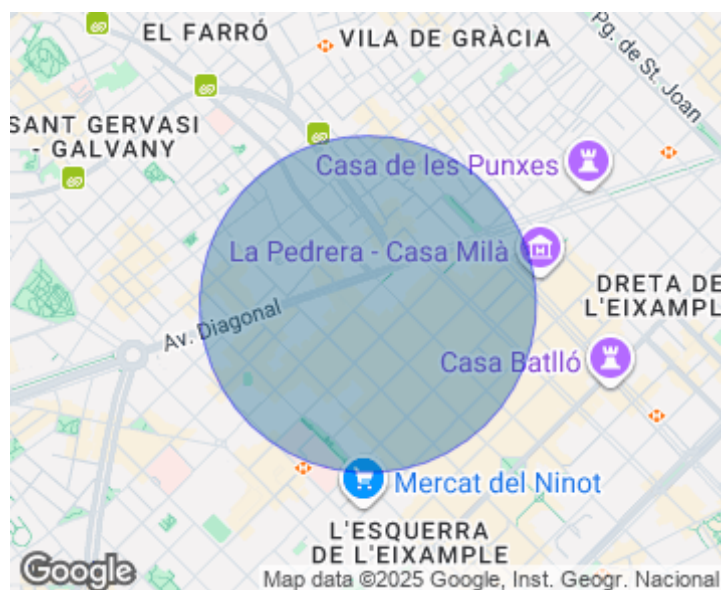 EL FARRÓ
VILA DE GRÀCIA
Pg. de St. Joan
SANT GERVASI
- GALVANY
Casa de les Punxes
La Pedrera - Casa Milà
DRETA DE
L'EIXAMPL
Av. Diagonal
Casa Batlló
Mercat del Ninot
L'ESQUERRA
DE L'EIXAMPLE
Google
Map data ©2025 Google, Inst. Geogr. Nacional